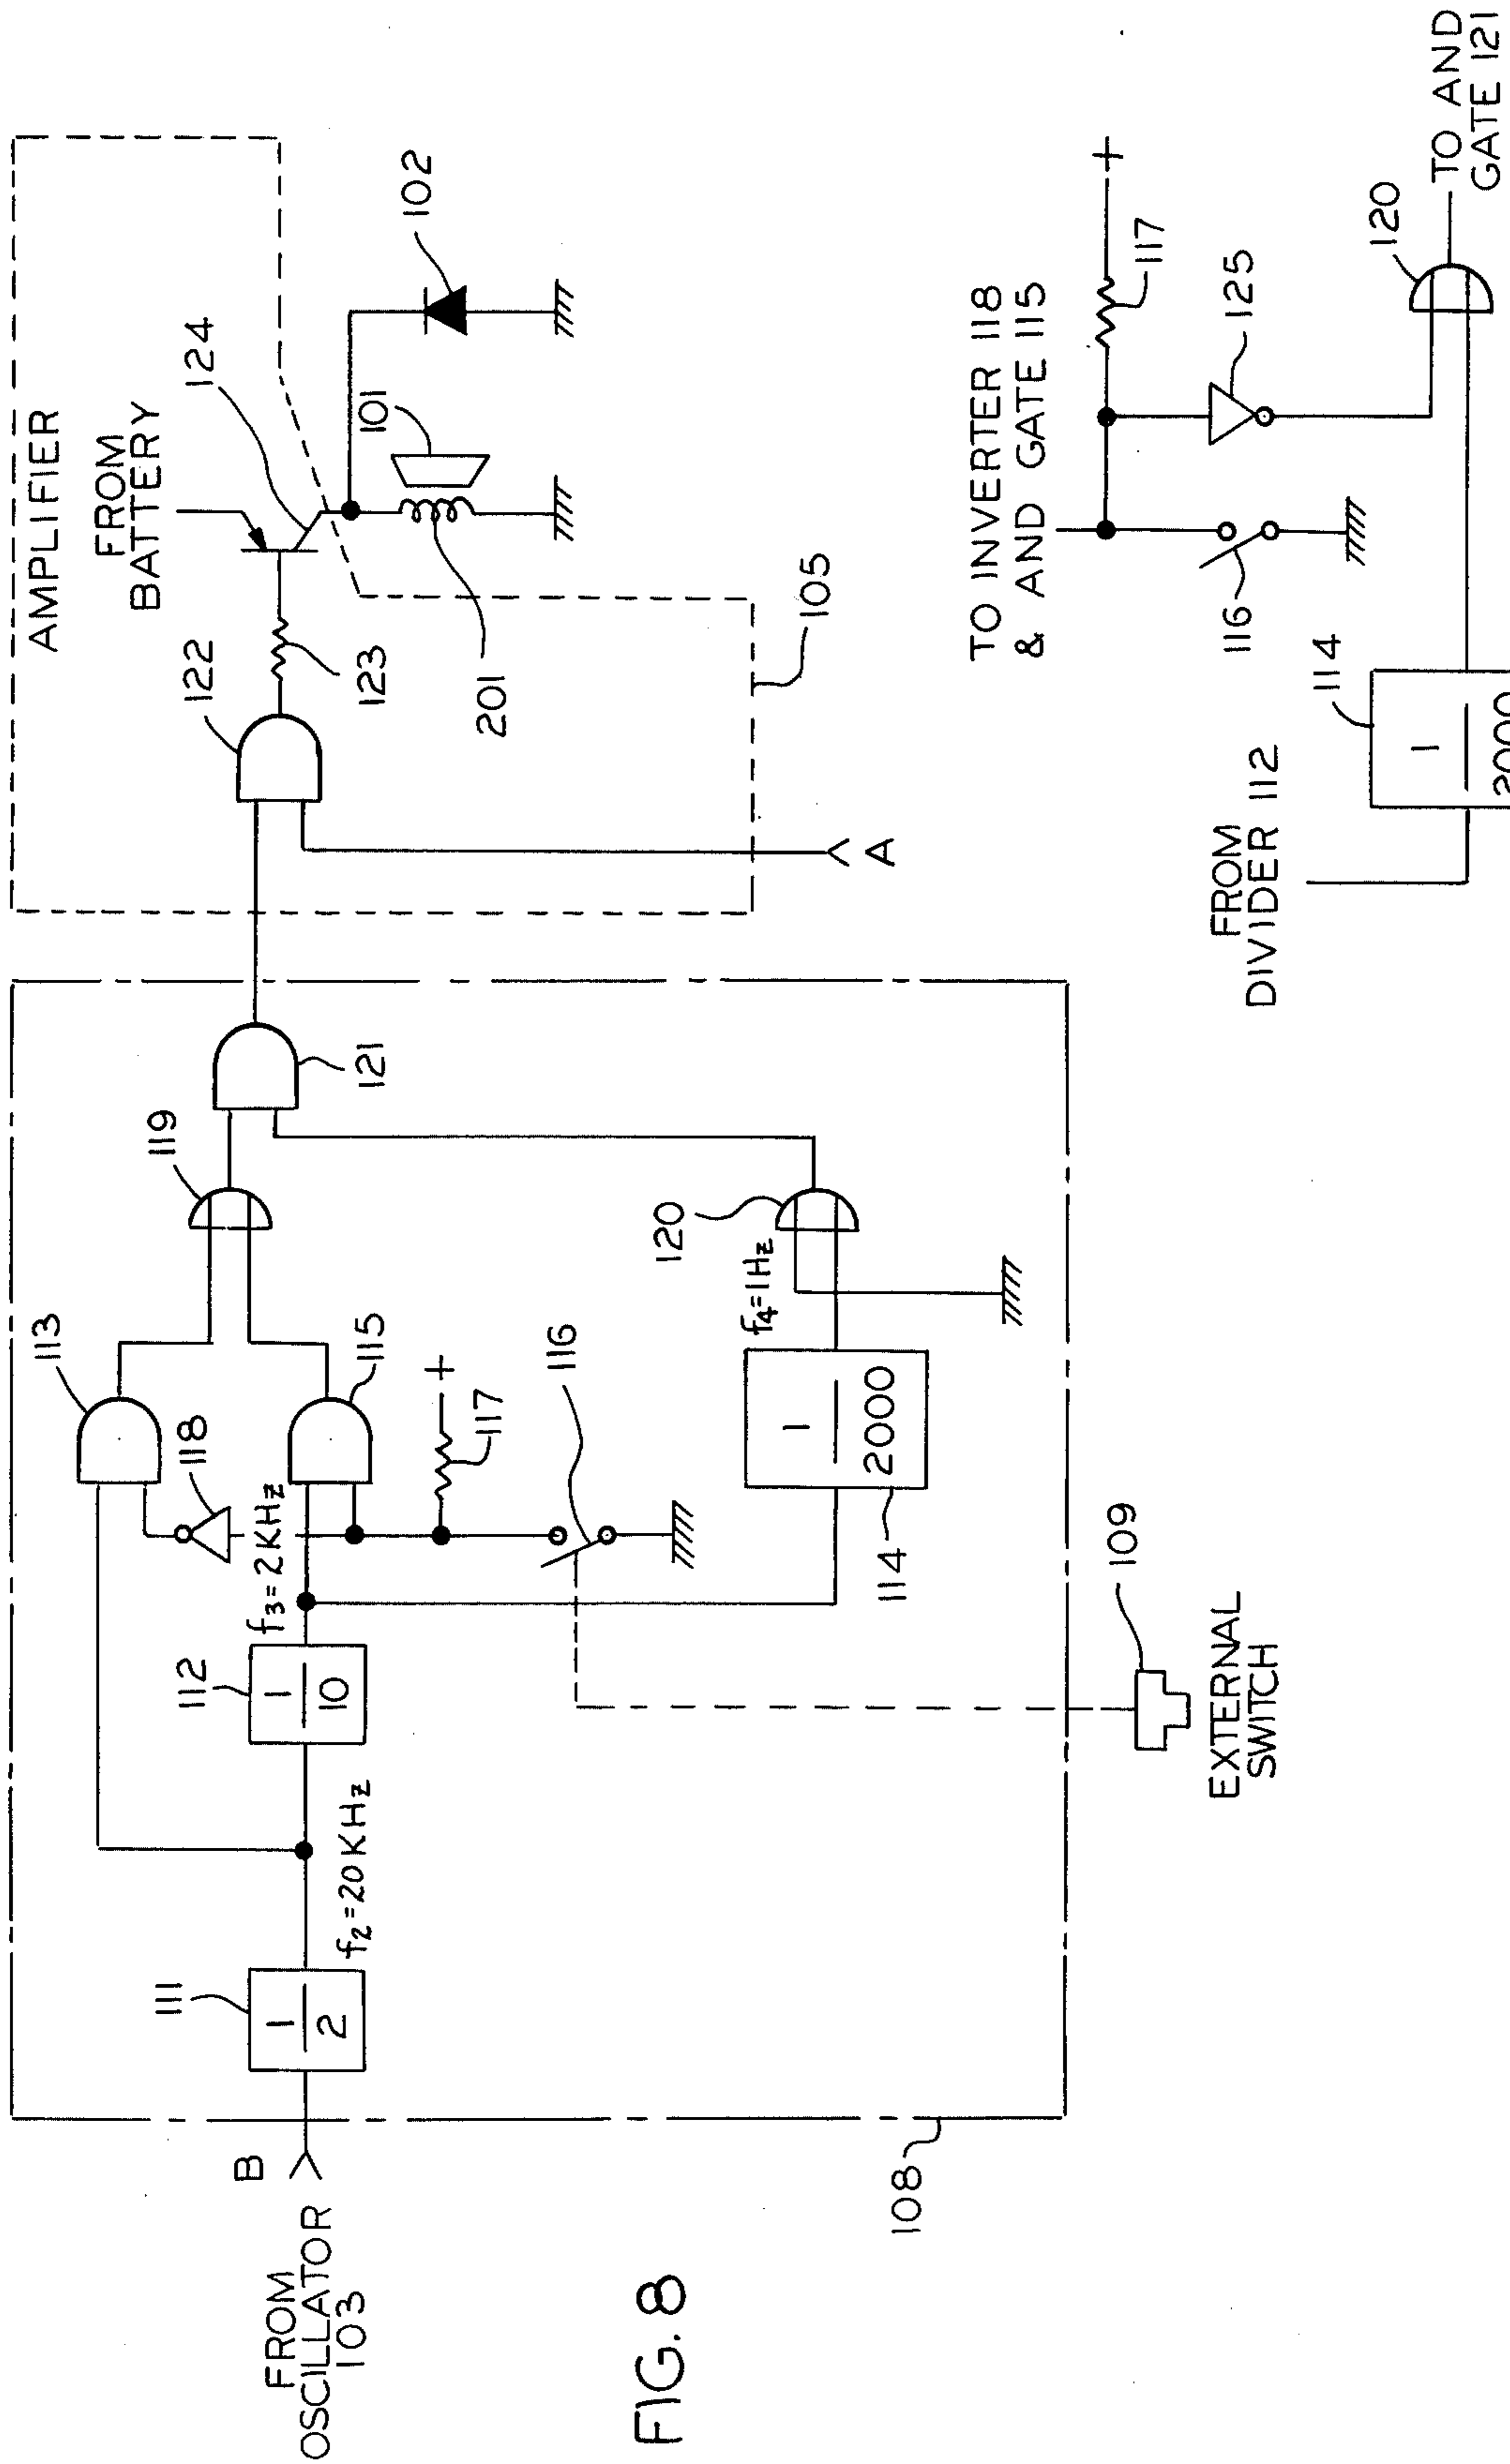 FROM
OSCILLATOR
103
B
111
1
2
f2=20KHz
112
1
10
f3=2KHz
113
118
115
+
117
116
119
121
120
f4=1Hz
1
2000
114
108
109
EXTERNAL
SWITCH
AMPLIFIER
FROM
BATTERY
122
123
124
101
102
201
105
A
FIG. 8
TO INVERTER 118
& AND GATE 115
+
117
125
116
FROM
DIVIDER 112
114
1
2000
120
TO AND
GATE 121